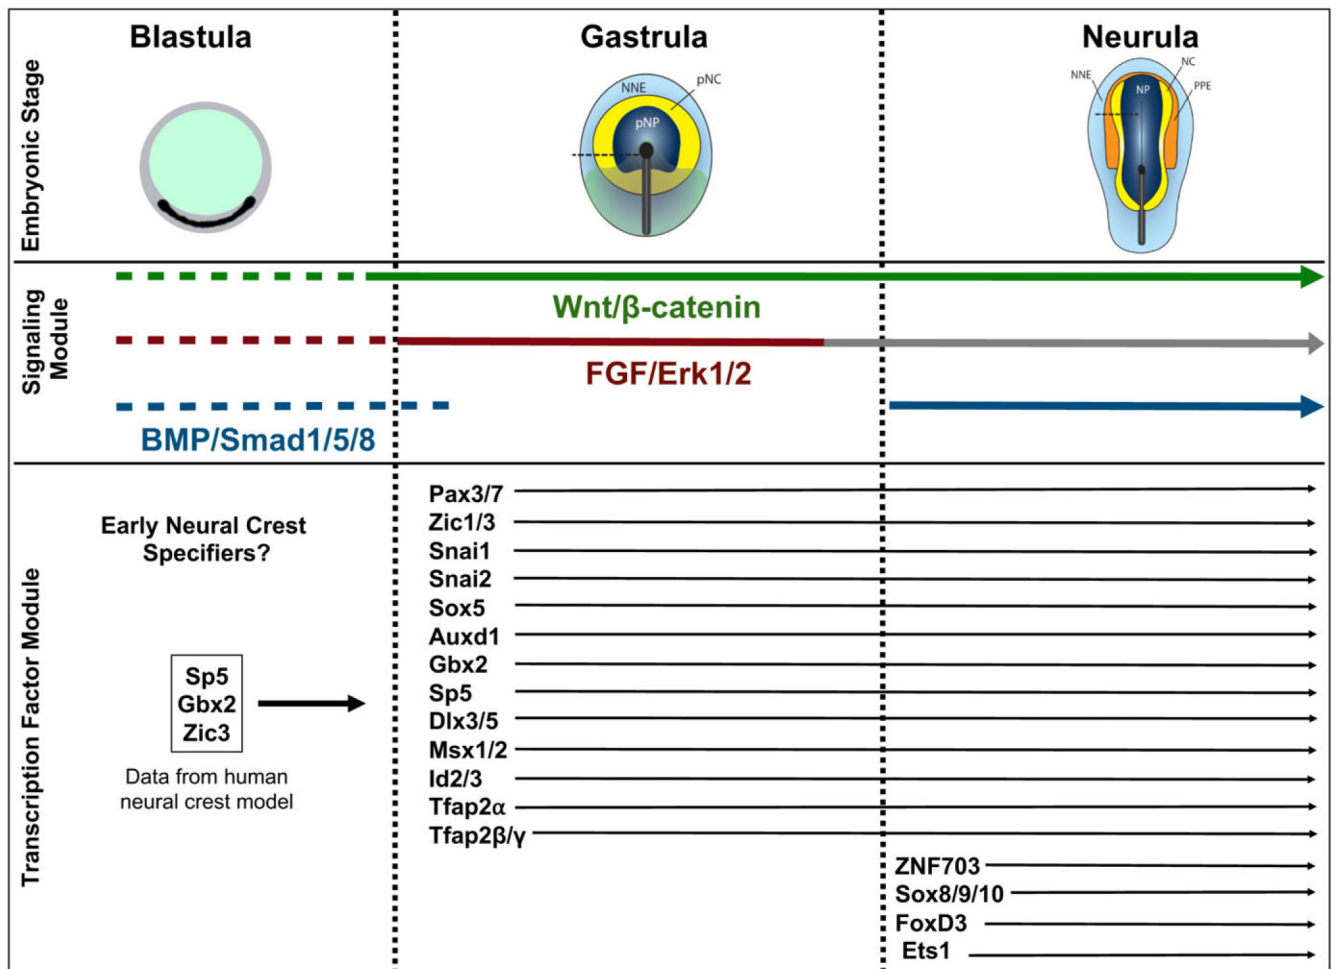 Blastula
Gastrula
Neurula
Embryonic Stage
NNE
pNC
pNP
NNE
NC
NP
PPE
Signaling
Module
Wnt/β-catenin
FGF/Erk1/2
BMP/Smad1/5/8
Transcription Factor Module
Early Neural Crest
Specifiers?
Sp5
Gbx2
Zic3
Data from human
neural crest model
Pax3/7
Zic1/3
Snai1
Snai2
Sox5
Auxd1
Gbx2
Sp5
Dlx3/5
Msx1/2
Id2/3
Tfap2α
Tfap2β/γ
ZNF703
Sox8/9/10
FoxD3
Ets1